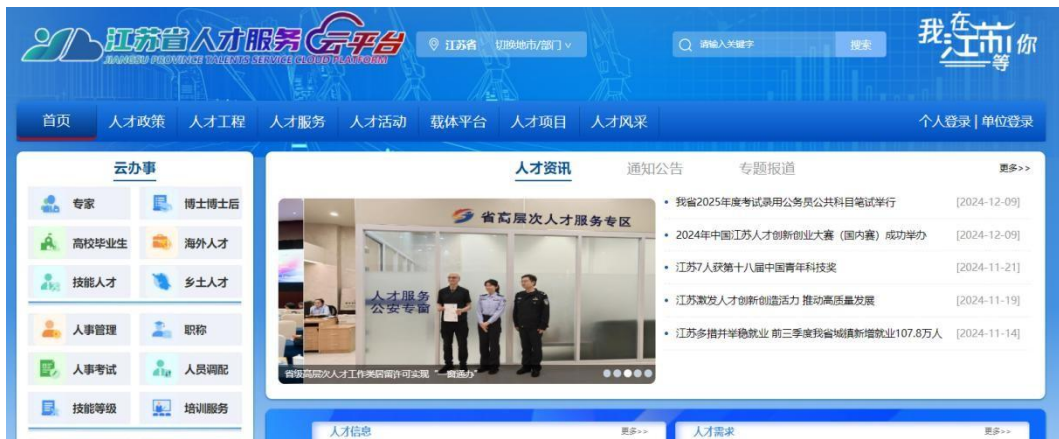 江苏省人才服务云平台
JIANGSU PROVINCE TALENTS SERVICE CLOUD PLATFORM
江苏省 切换地市/部门
请输入关键字 搜索
我在江苏等你
首页 人才政策 人才工程 人才服务 人才活动 载体平台 人才项目 人才风采 个人登录 | 单位登录
云办事
专家 博士博士后
高校毕业生 海外人才
技能人才 乡土人才
人事管理 职称
人事考试 人员调配
技能等级 培训服务
人才资讯 通知公告 专题报道 更多>>
省高层次人才服务专区
人才服务
公安专窗
省级高层次人才工作类居留许可实现“一窗通办”
• 我省2025年度考试录用公务员公共科目笔试举行 [2024-12-09]
• 2024年中国江苏人才创新创业大赛（国内赛）成功举办 [2024-12-09]
• 江苏7人获第十八届中国青年科技奖 [2024-11-21]
• 江苏激发人才创新创造活力 推动高质量发展 [2024-11-19]
• 江苏多措并举稳就业 前三季度我省城镇新增就业107.8万人 [2024-11-14]
人才信息 更多>>
人才需求 更多>>